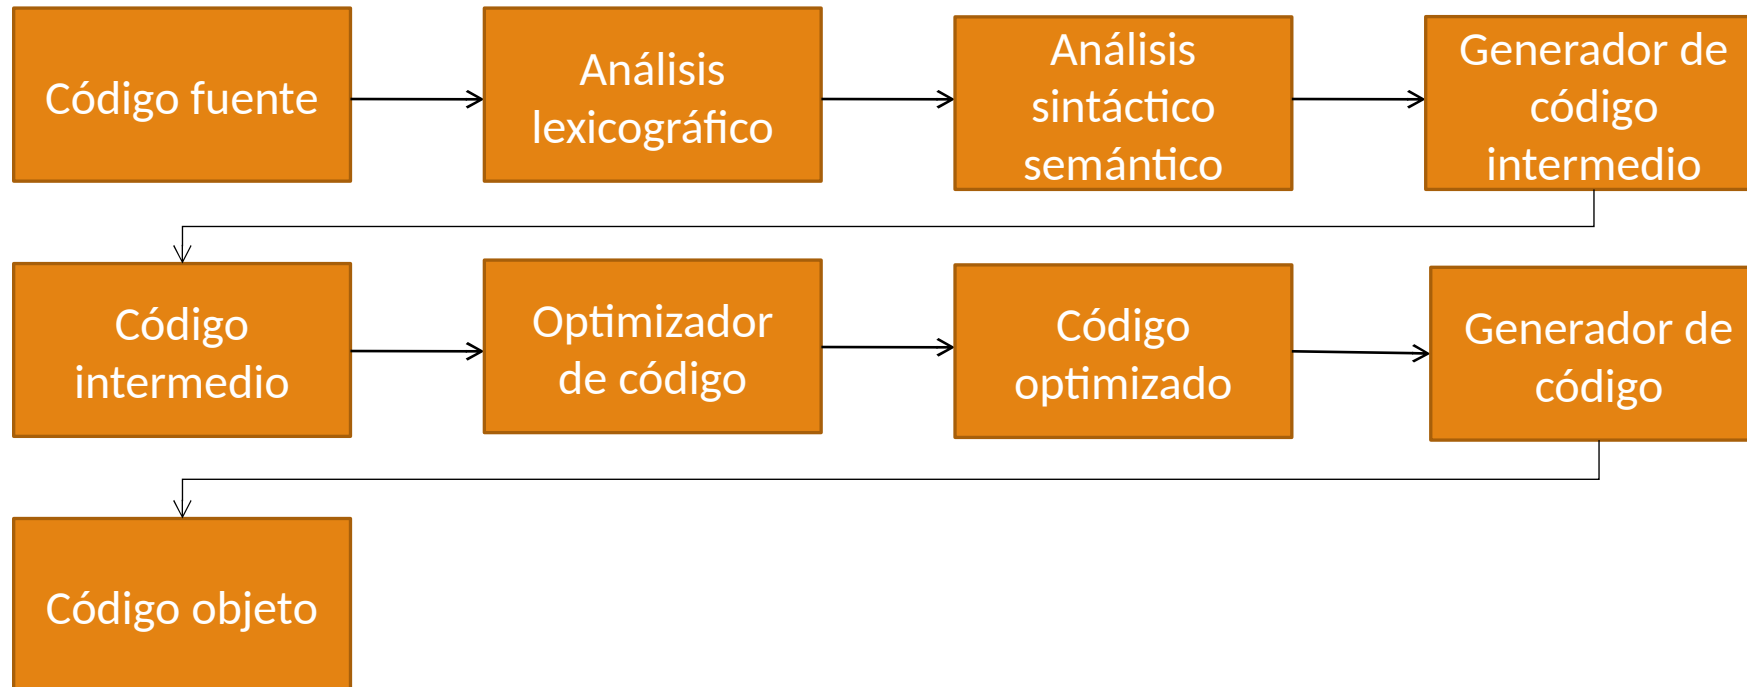 Código fuente
Análisis
lexicográfico
Análisis
sintáctico
semántico
Generador de
código
intermedio
Código
intermedio
Optimizador
de código
Código
optimizado
Generador de
código
Código objeto